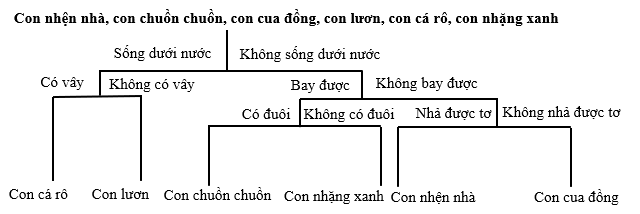 Con nhện nhà, con chuồn chuồn, con cua đồng, con lươn, con cá rô, con nhặng xanh
Sống dưới nước Không sống dưới nước
Có vây Không có vây Bay được Không bay được
Có đuôi Không có đuôi Nhả được tơ Không nhả được tơ
Con cá rô Con lươn Con chuồn chuồn Con nhặng xanh Con nhện nhà Con cua đồng